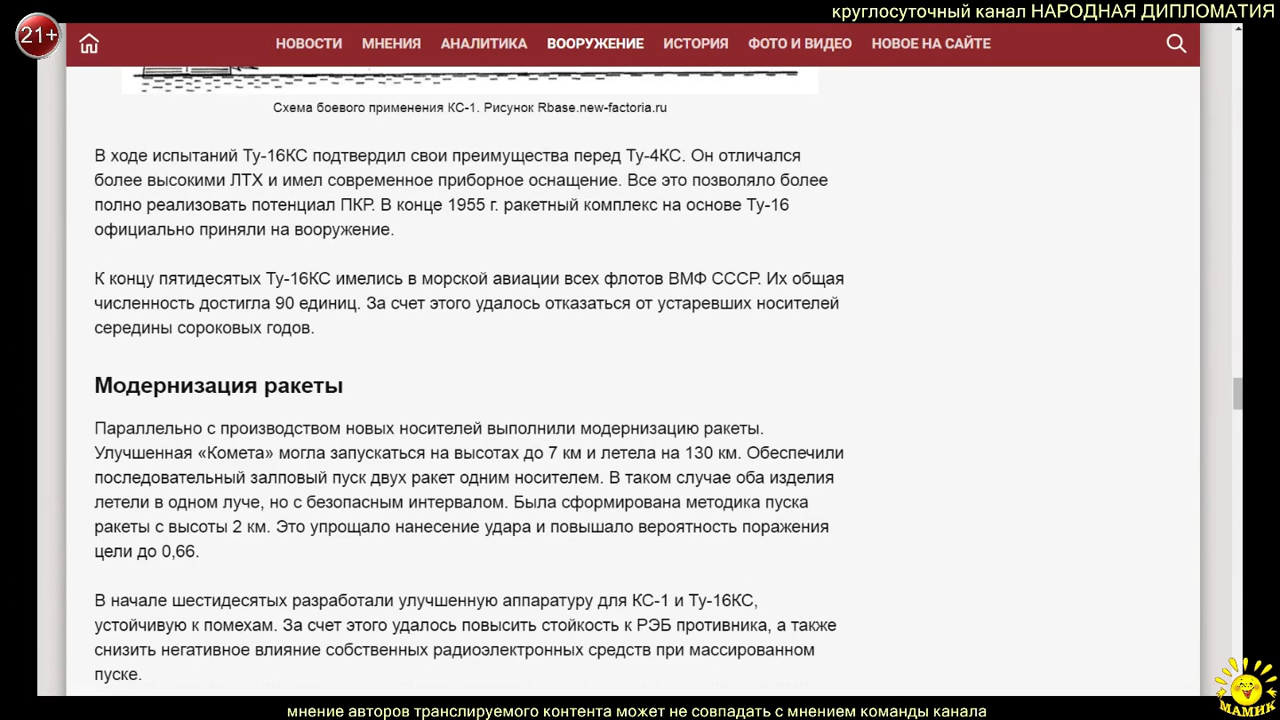 круглосуточный канал НАРОДНАЯ ДИПЛОМАТИЯ
21+
НОВОСТИ МНЕНИЯ АНАЛИТИКА ВООРУЖЕНИЕ ИСТОРИЯ ФОТО И ВИДЕО НОВОЕ НА САЙТЕ
Схема боевого применения КС-1. Рисунок Rbase.new-factoria.ru
В ходе испытаний Ту-16КС подтвердил свои преимущества перед Ту-4КС. Он отличался
более высокими ЛТХ и имел современное приборное оснащение. Все это позволяло более
полно реализовать потенциал ПКР. В конце 1955 г. ракетный комплекс на основе Ту-16
официально приняли на вооружение.
К концу пятидесятых Ту-16КС имелись в морской авиации всех флотов ВМФ СССР. Их общая
численность достигла 90 единиц. За счет этого удалось отказаться от устаревших носителей
середины сороковых годов.
Модернизация ракеты
Параллельно с производством новых носителей выполнили модернизацию ракеты.
Улучшенная «Комета» могла запускаться на высотах до 7 км и летела на 130 км. Обеспечили
последовательный залповый пуск двух ракет одним носителем. В таком случае оба изделия
летели в одном луче, но с безопасным интервалом. Была сформирована методика пуска
ракеты с высоты 2 км. Это упрощало нанесение удара и повышало вероятность поражения
цели до 0,66.
В начале шестидесятых разработали улучшенную аппаратуру для КС-1 и Ту-16КС,
устойчивую к помехам. За счет этого удалось повысить стойкость к РЭБ противника, а также
снизить негативное влияние собственных радиоэлектронных средств при массированном
пуске.
МАМИК
мнение авторов транслируемого контента может не совпадать с мнением команды канала